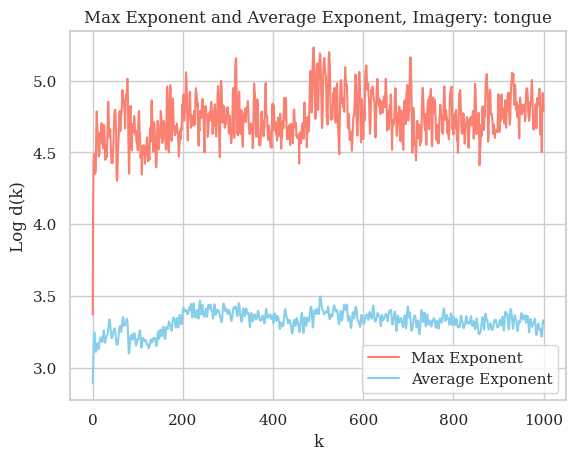 Max Exponent and Average Exponent, Imagery: tongue
Log d(k)
5.0
4.5
4.0
3.5
3.0
0 200 400 600 800 1000
k
Max Exponent
Average Exponent